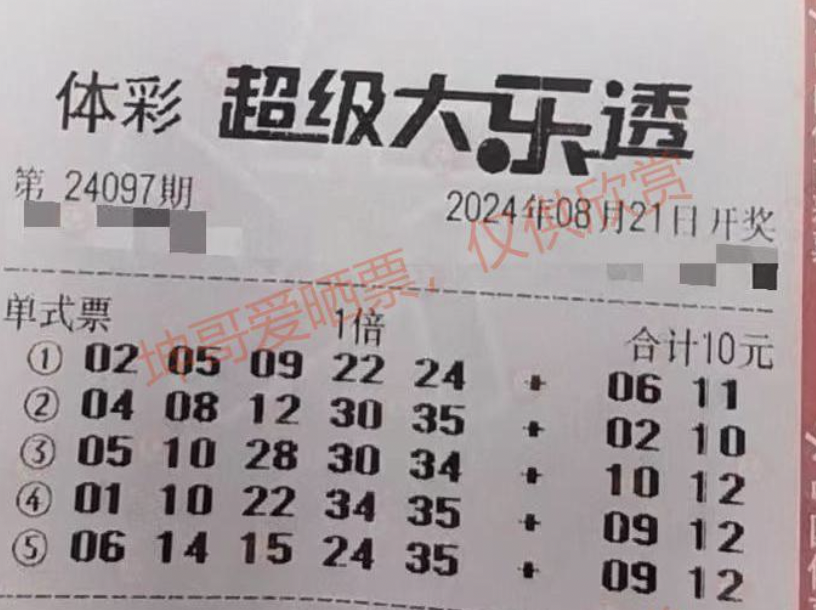 体彩 超级大乐透
第 24097期
2024年08月21日开奖
坤哥爱晒票,仅供欣赏
单式票 1倍 合计10元
① 02 05 09 22 24 + 06 11
② 04 08 12 30 35 + 02 10
③ 05 10 28 30 34 + 10 12
④ 01 10 22 34 35 + 09 12
⑤ 06 14 15 24 35 + 09 12